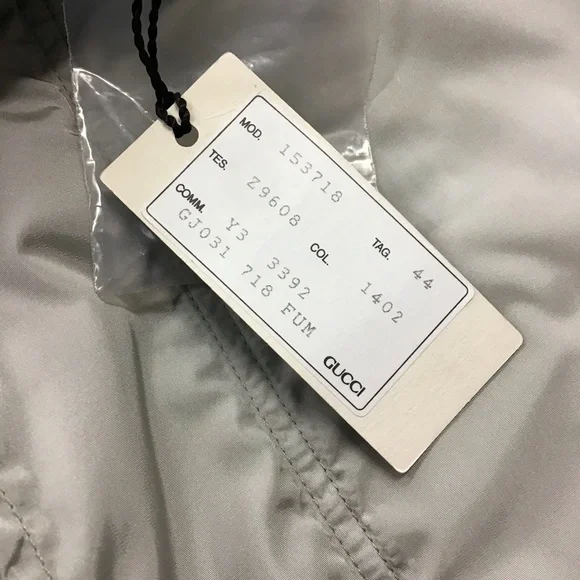 MOD. 153718 TAG. 44
TES. Z9608 COL. 1402
COMM. Y3 3392
GJ031 718 FUM
GUCCI